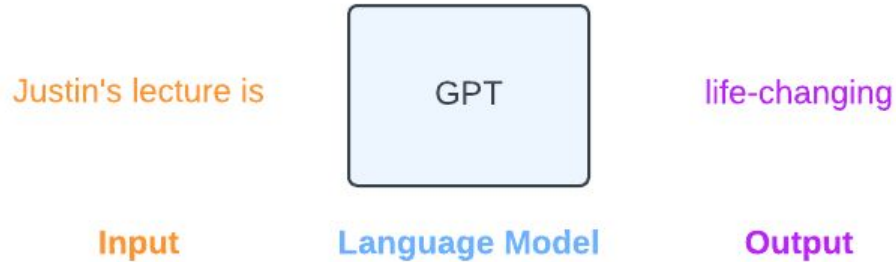 Justin's lecture is
GPT
life-changing
Input
Language Model
Output